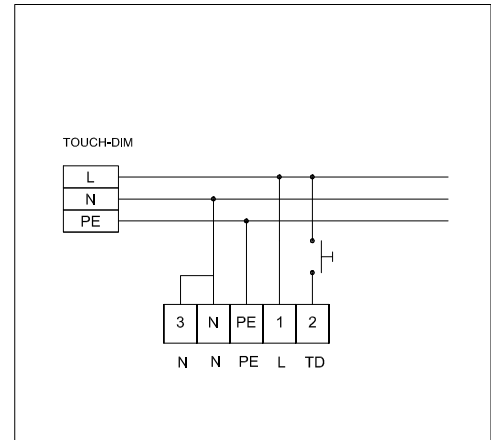 TOUCH-DIM
L
N
PE
3 N PE 1 2
N N PE L TD